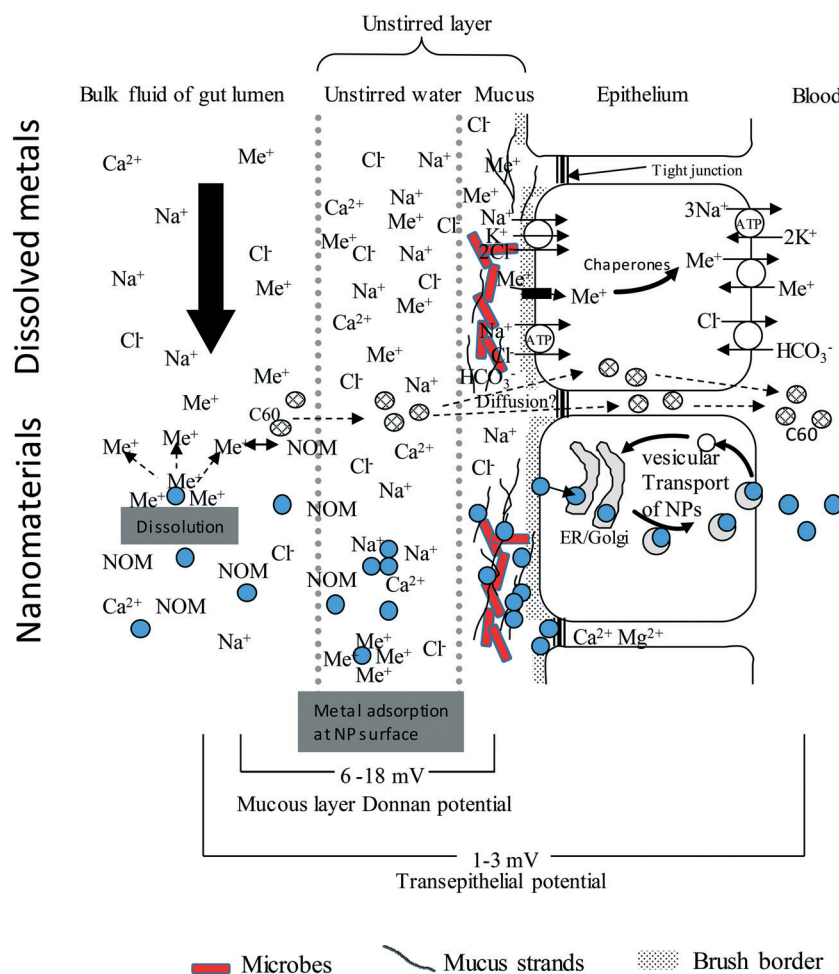 Unstirred layer
Bulk fluid of gut lumen
Unstirred water
Mucus
Epithelium
Blood
Dissolved metals
Nanomaterials
Cl-
Ca2+
Me+
Cl-
Na+
Me+
Tight junction
Na+
Ca2+
Na+
Me+
Me+
Cl-
Na+
3Na+
ATP
K+
2K+
Cl-
Me+
Cl-
Na+
2Cl-
Chaperones
Me+
Na+
Me+
Na+
Cl-
Me+
Me+
Me+
Me+
Ca2+
Na+
Cl-
Cl-
Na+
Me+
ATP
Cl-
HCO3-
Me+
Cl-
Na+
HCO3-
Me+
C60
Diffusion?
C60
Me+
Me+
Me+
NOM
Ca2+
Na+
Cl-
Cl-
Me+
Me+
Me+
Na+
vesicular
Transport
of NPs
Dissolution
NOM
ER/Golgi
NOM
Cl-
Na+
Na+
NOM
NOM
Ca2+
Ca2+
NOM
Na+
Me+
Me+
Me+
Cl-
Ca2+ Mg2+
Metal adsorption
at NP surface
6 -18 mV
Mucous layer Donnan potential
1-3 mV
Transepithelial potential
Microbes
Mucus strands
Brush border